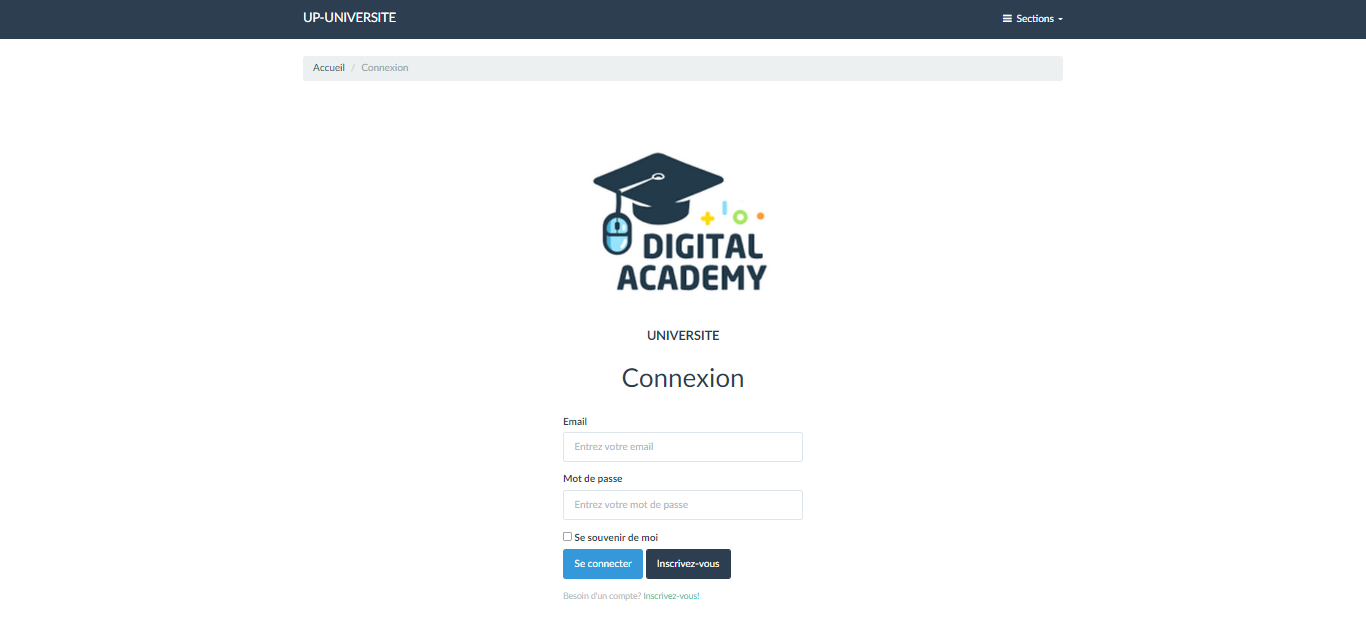 UP-UNIVERSITE
Sections
Accueil / Connexion
DIGITAL
ACADEMY
UNIVERSITE
Connexion
Email
Entrez votre email
Mot de passe
Entrez votre mot de passe
Se souvenir de moi
Se connecter Inscrivez-vous
Besoin d'un compte? Inscrivez-vous!